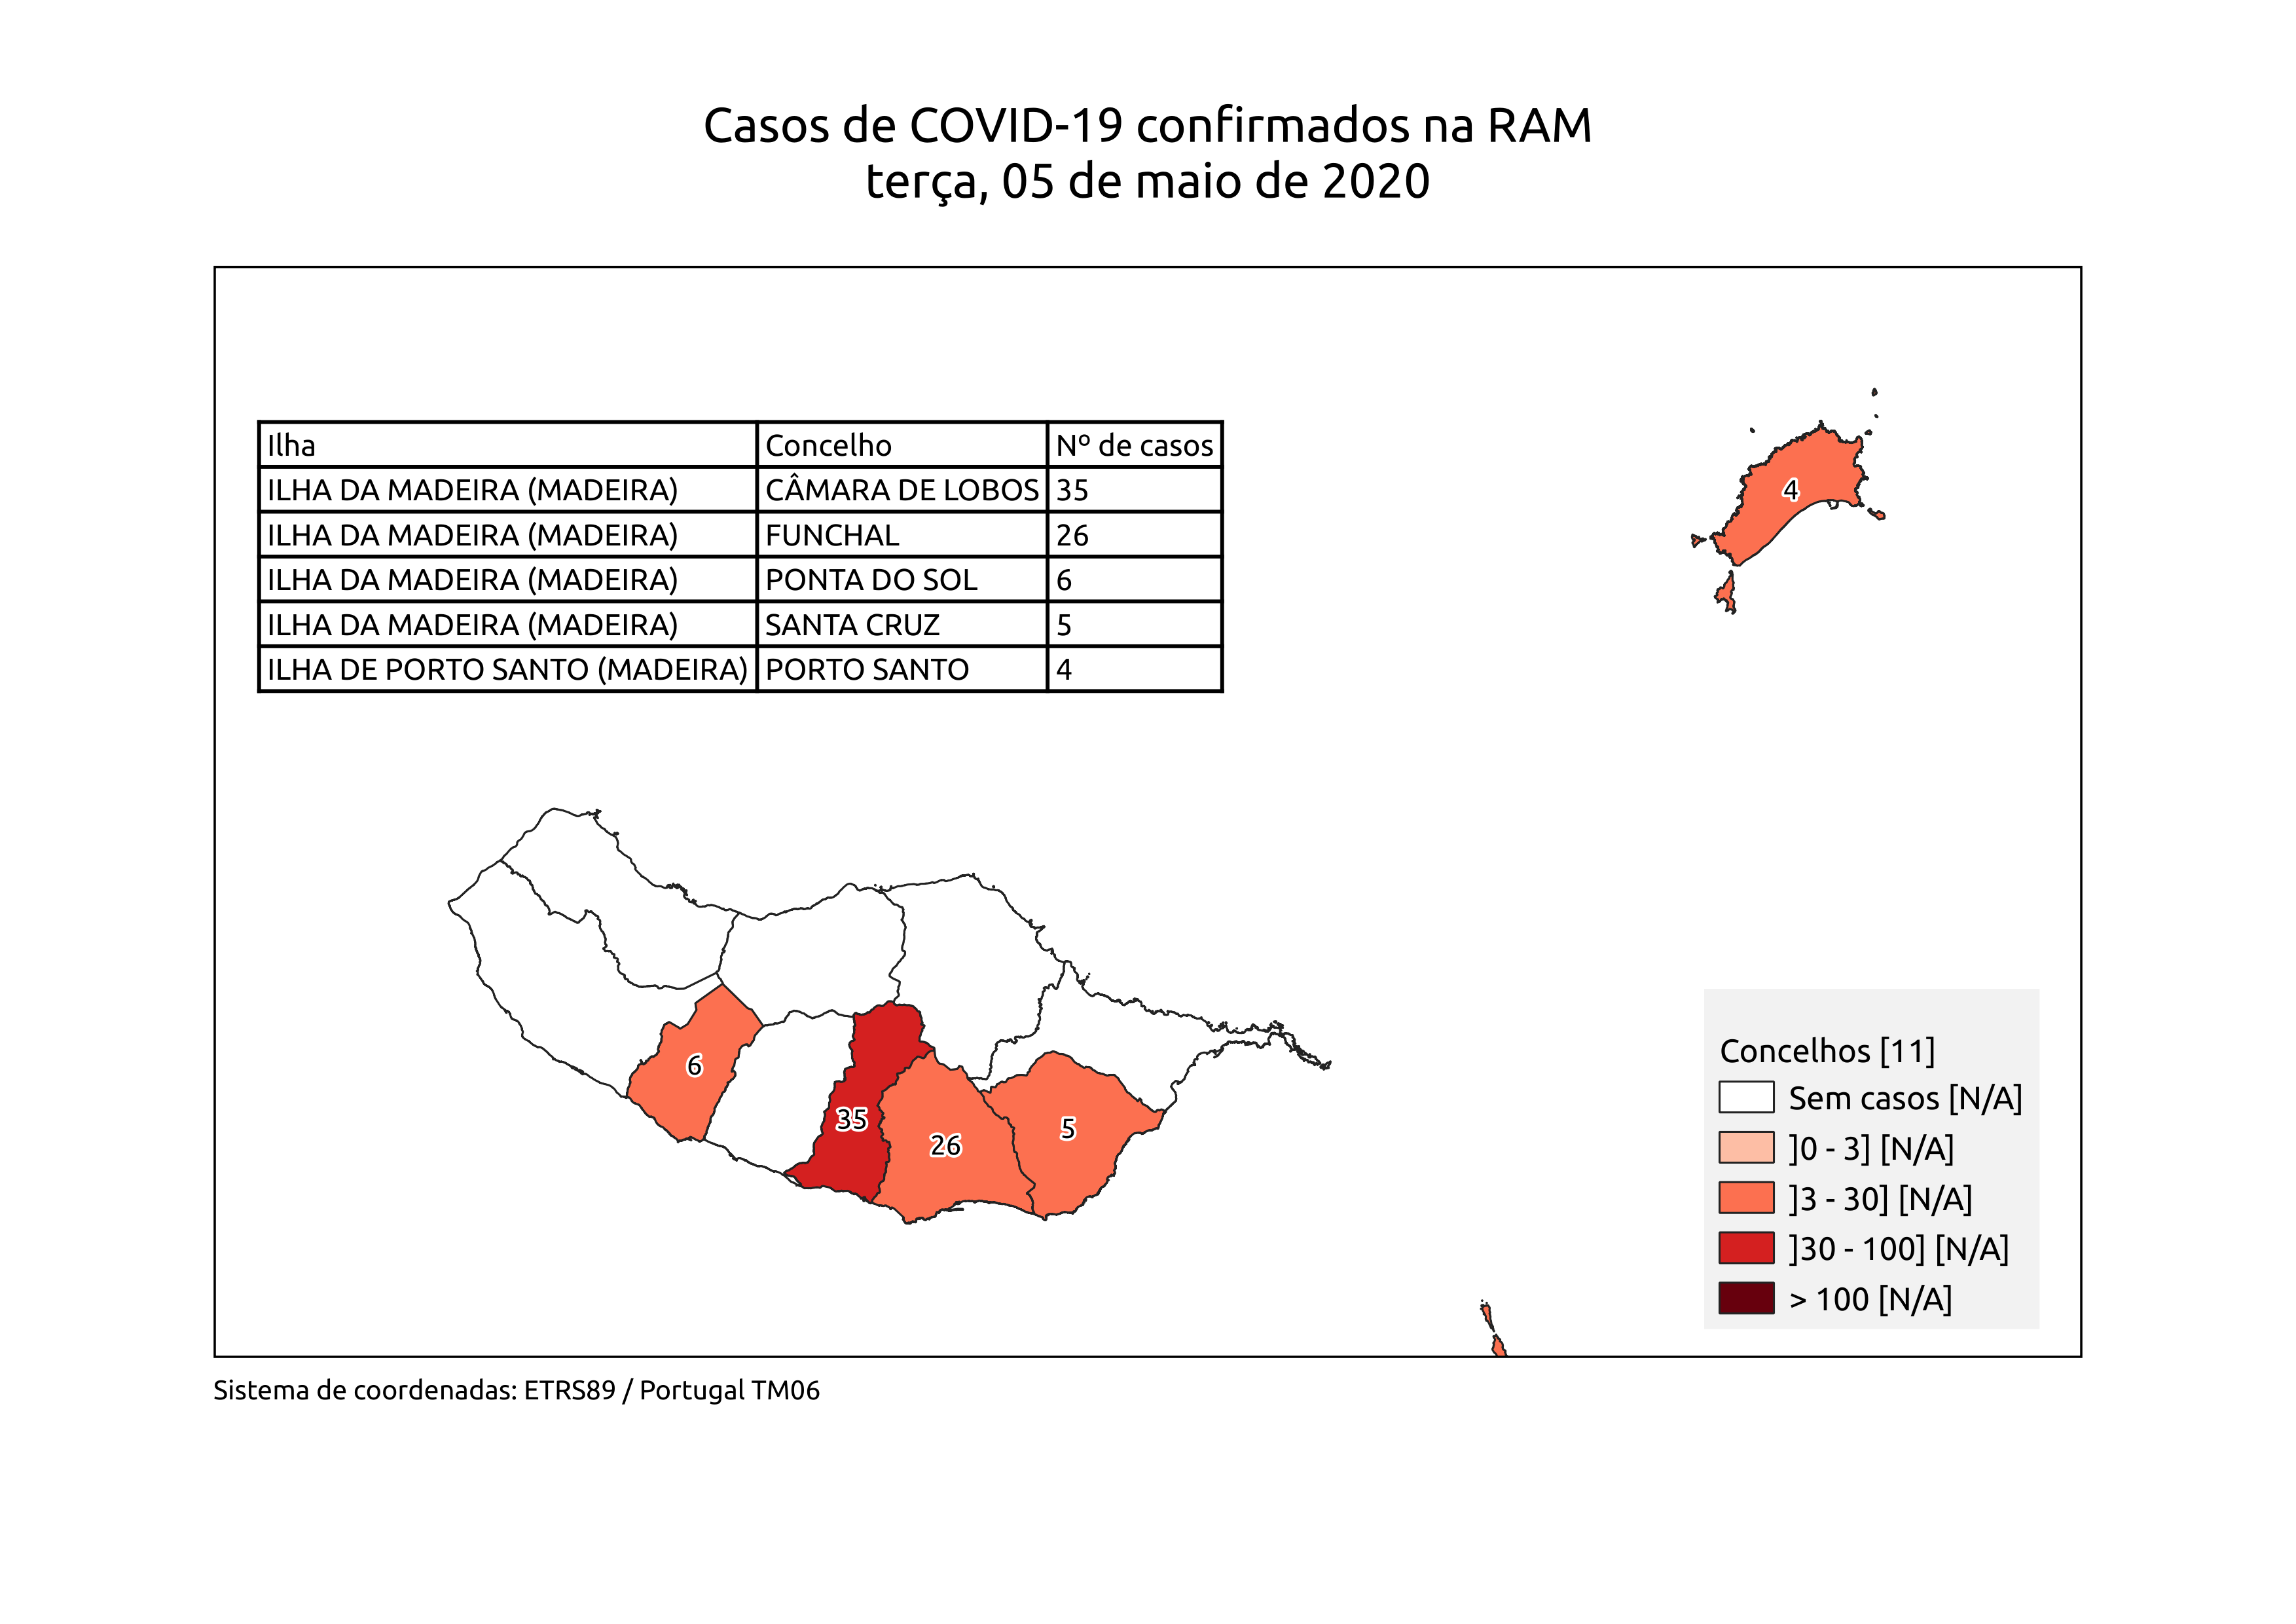 Casos de COVID-19 confirmados na RAM
terça, 05 de maio de 2020
Ilha Concelho Nº de casos
ILHA DA MADEIRA (MADEIRA) CÂMARA DE LOBOS 35
ILHA DA MADEIRA (MADEIRA) FUNCHAL 26
ILHA DA MADEIRA (MADEIRA) PONTA DO SOL 6
ILHA DA MADEIRA (MADEIRA) SANTA CRUZ 5
ILHA DE PORTO SANTO (MADEIRA) PORTO SANTO 4
4
6
35
26
5
Concelhos [11]
Sem casos [N/A]
]0 - 3] [N/A]
]3 - 30] [N/A]
]30 - 100] [N/A]
> 100 [N/A]
Sistema de coordenadas: ETRS89 / Portugal TM06